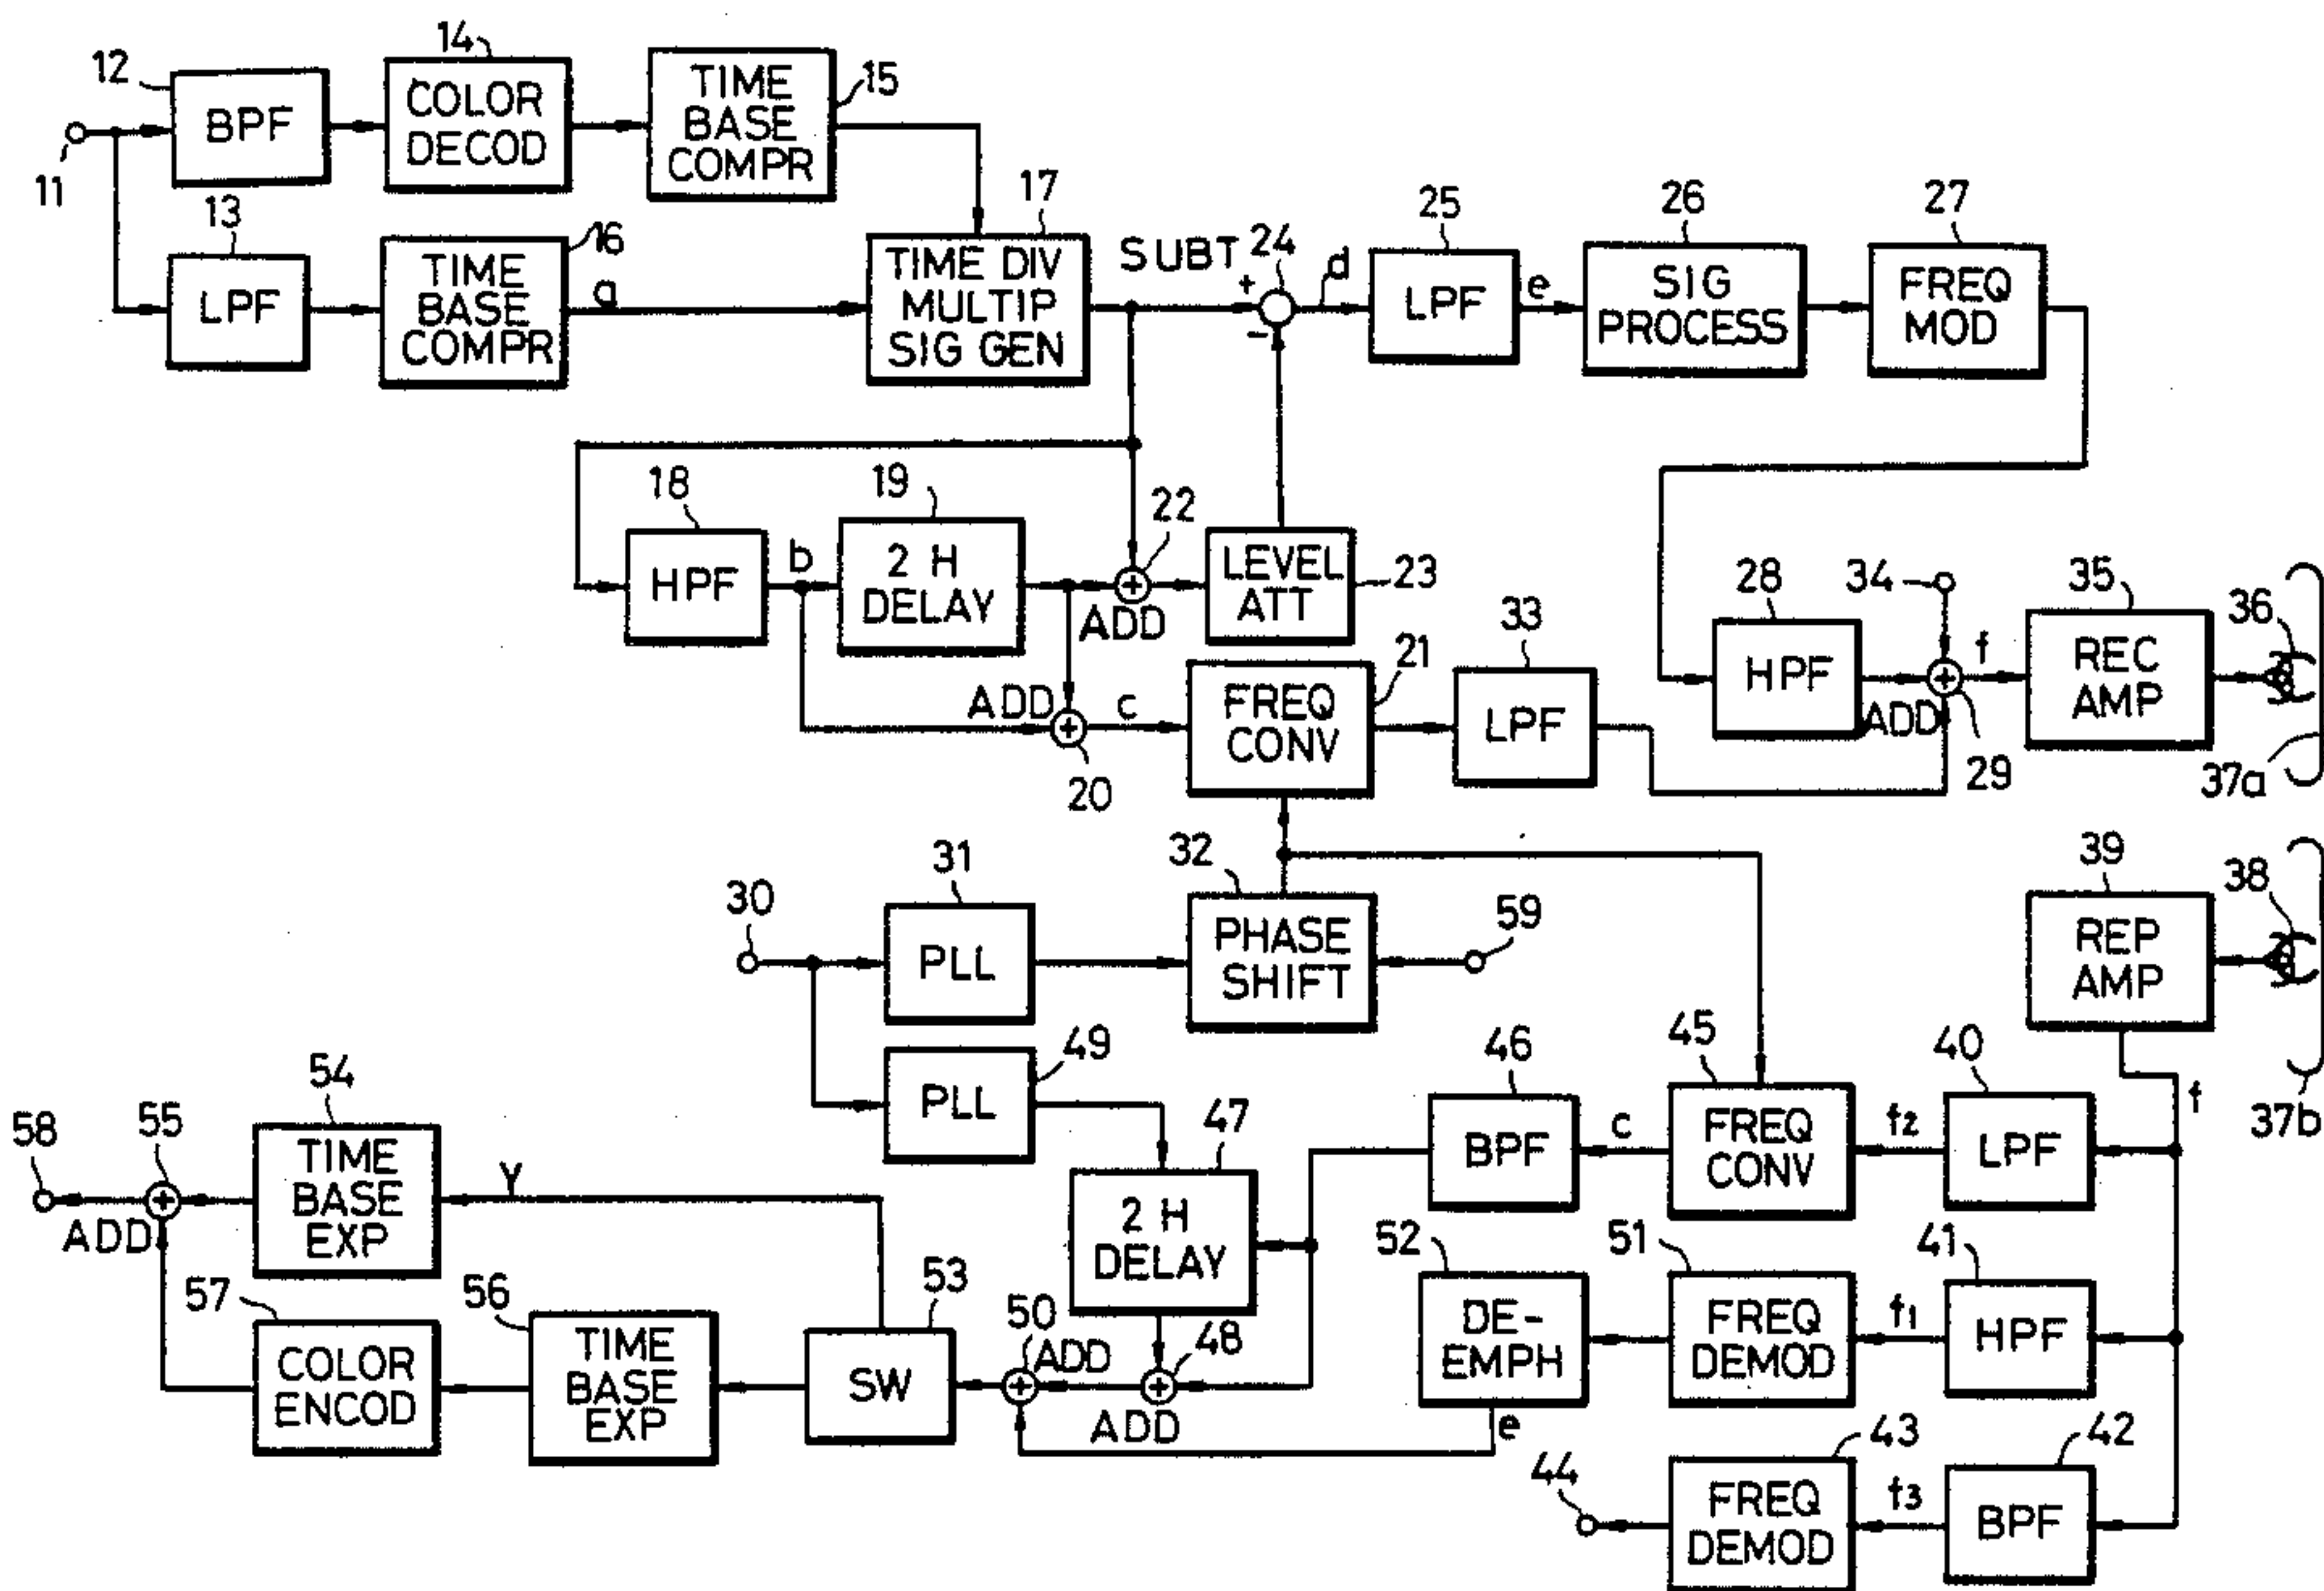 12
BPF
14
COLOR
DECOD
TIME
BASE
COMPR
15
11
13
LPF
16
TIME
BASE
COMPR
a
17
TIME DIV
MULTIP
SIG GEN
SUBT
24
+
-
d
25
LPF
e
26
SIG
PROCESS
27
FREQ
MOD
18
HPF
b
19
2 H
DELAY
22
ADD
LEVEL
ATT
23
ADD
20
c
21
FREQ
CONV
33
LPF
28
HPF
34
ADD
29
f
35
REC
AMP
36
37a
30
31
PLL
32
PHASE
SHIFT
59
39
REP
AMP
38
37b
49
PLL
47
2 H
DELAY
46
BPF
c
45
FREQ
CONV
f2
40
LPF
f
58
55
ADD
54
TIME
BASE
EXP
Y
57
COLOR
ENCOD
56
TIME
BASE
EXP
53
SW
50
ADD
48
ADD
52
DE-
EMPH
e
51
FREQ
DEMOD
f1
41
HPF
44
43
FREQ
DEMOD
f3
42
BPF